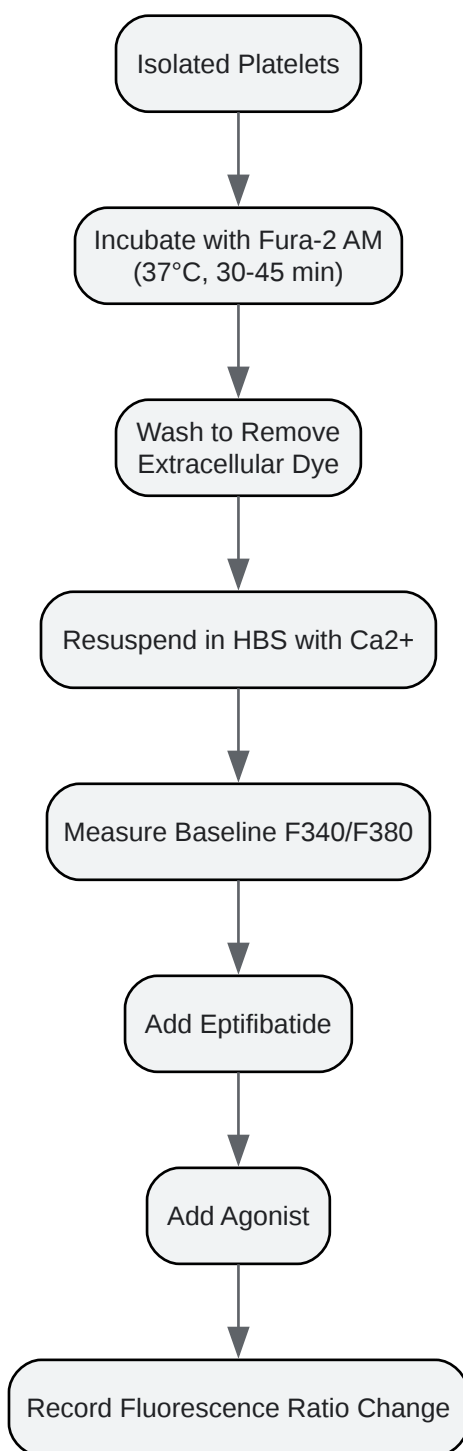 Isolated Platelets
Incubate with Fura-2 AM
(37°C, 30-45 min)
Wash to Remove
Extracellular Dye
Resuspend in HBS with Ca2+
Measure Baseline F340/F380
Add Eptifibatide
Add Agonist
Record Fluorescence Ratio Change